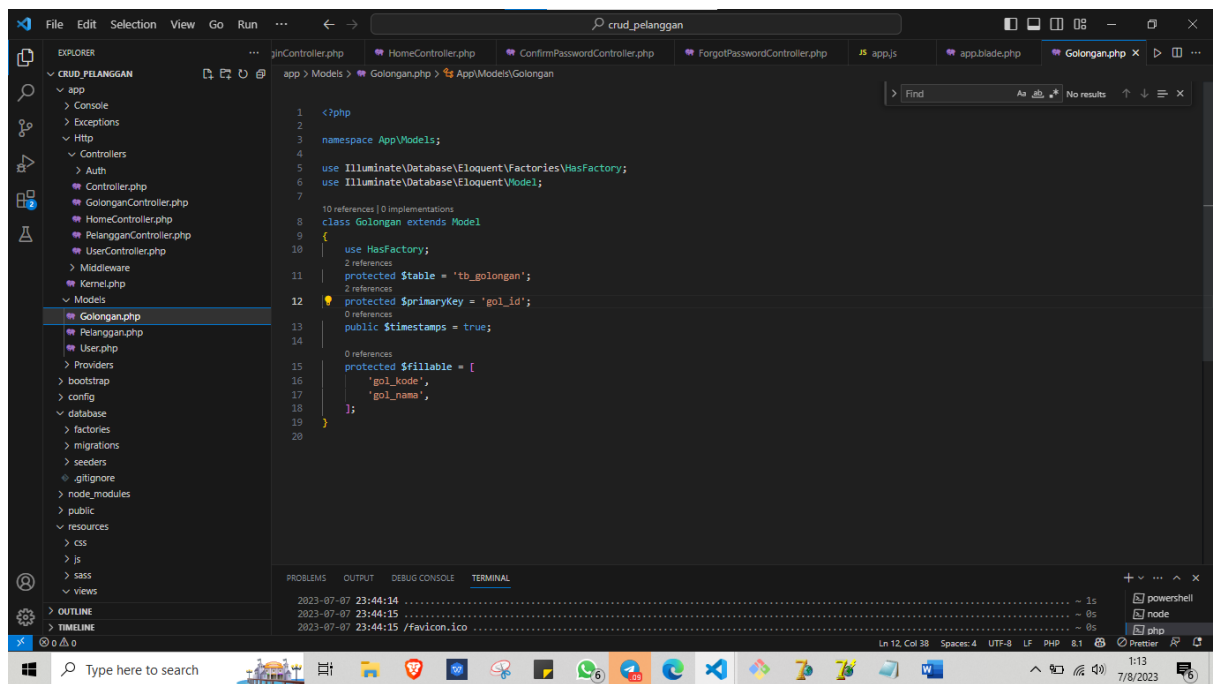 File Edit Selection View Go Run ··· crud_pelanggan
EXPLORER
CRUD_PELANGGAN
app
Console
Exceptions
Http
Controllers
Auth
Controller.php
GolonganController.php
HomeController.php
PelangganController.php
UserController.php
Middleware
Kernel.php
Models
Golongan.php
Pelanggan.php
User.php
Providers
bootstrap
config
database
factories
migrations
seeders
.gitignore
node_modules
public
resources
css
js
sass
views
OUTLINE
TIMELINE
ginController.php HomeController.php ConfirmPasswordController.php ForgotPasswordController.php JS app.js app.blade.php Golongan.php
app > Models > Golongan.php > App\Models\Golongan
Find Aa ab .* No results
1 <?php
2
3 namespace App\Models;
4
5 use Illuminate\Database\Eloquent\Factories\HasFactory;
6 use Illuminate\Database\Eloquent\Model;
7
10 references | 0 implementations
8 class Golongan extends Model
9 {
10 use HasFactory;
2 references
11 protected $table = 'tb_golongan';
2 references
12 protected $primaryKey = 'gol_id';
0 references
13 public $timestamps = true;
14
0 references
15 protected $fillable = [
16 'gol_kode',
17 'gol_nama',
18 ];
19 }
20
PROBLEMS OUTPUT DEBUG CONSOLE TERMINAL
2023-07-07 23:44:14 ........ ~ 1s
2023-07-07 23:44:15 ........ ~ 0s
2023-07-07 23:44:15 /favicon.ico ........ ~ 0s
powershell
node
php
0 0 Ln 12, Col 38 Spaces: 4 UTF-8 LF PHP 8.1 Prettier
Type here to search
1:13
7/8/2023